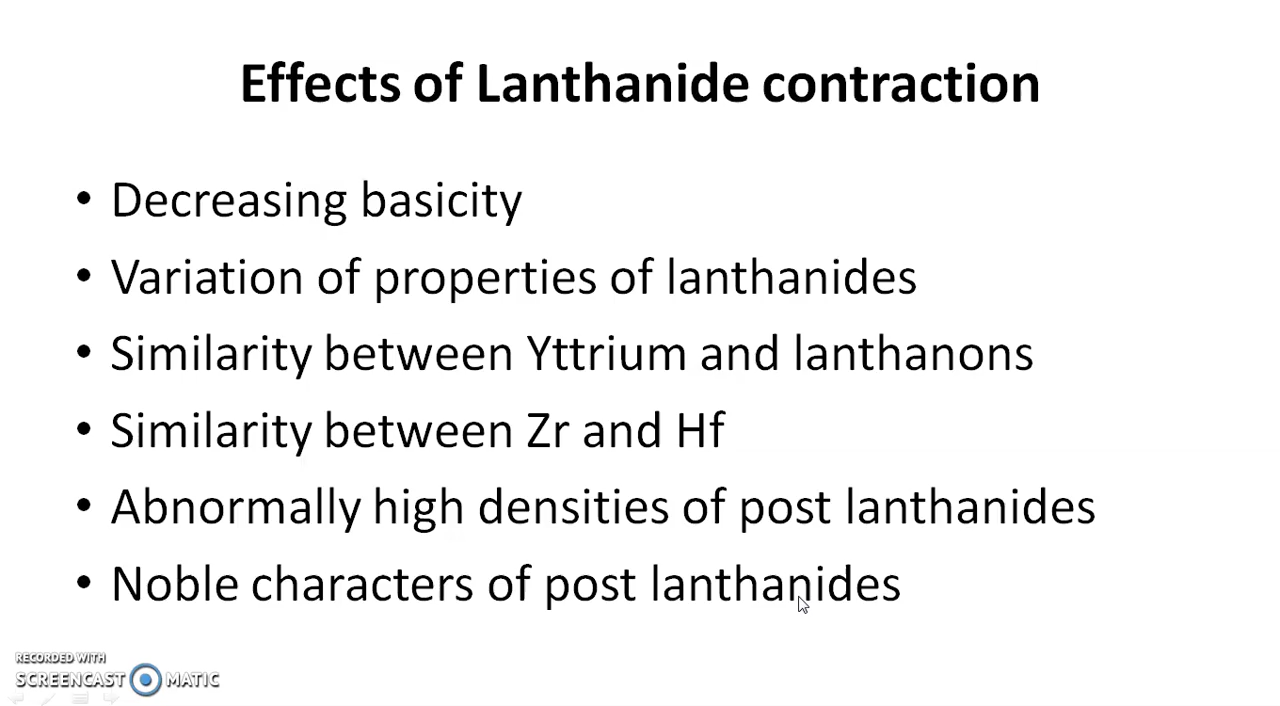 Effects of Lanthanide contraction
• Decreasing basicity
• Variation of properties of lanthanides
• Similarity between Yttrium and lanthanons
• Similarity between Zr and Hf
• Abnormally high densities of post lanthanides
• Noble characters of post lanthanides
RECORDED WITH
SCREENCAST MATIC